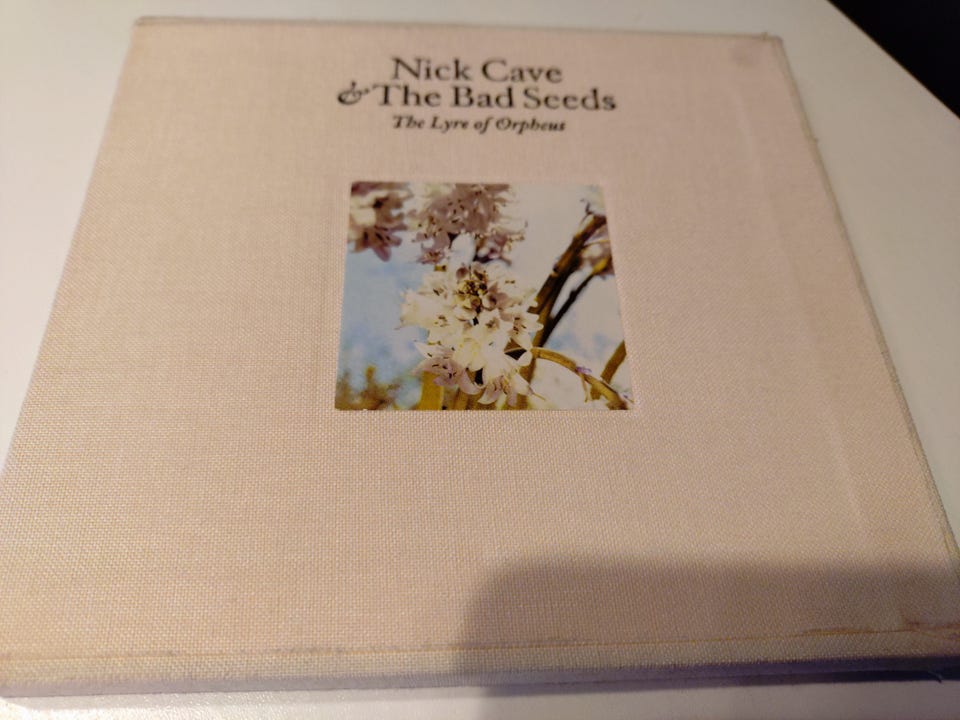 Nick Cave
& The Bad Seeds
The Lyre of Orpheus